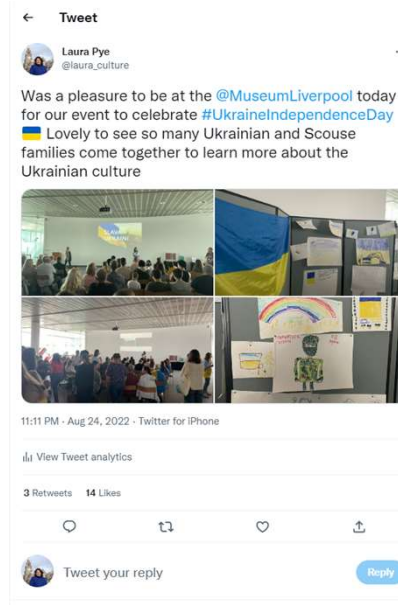 Tweet
Laura Pye
@laura_culture
Was a pleasure to be at the @MuseumLiverpool today
for our event to celebrate #UkraineIndependenceDay
Lovely to see so many Ukrainian and Scouse
families come together to learn more about the
Ukrainian culture
SLAVA
UKRAINI
11:11 PM · Aug 24, 2022 · Twitter for iPhone
View Tweet analytics
3 Retweets 14 Likes
Tweet your reply
Reply